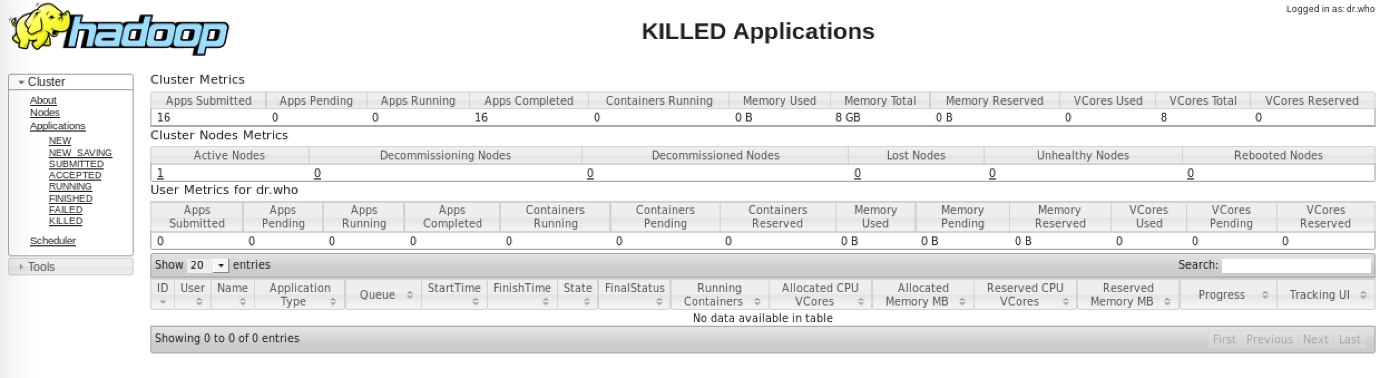 Logged in as: dr.who
hadoop
KILLED Applications
Cluster
About
Nodes
Applications
NEW
NEW_SAVING
SUBMITTED
ACCEPTED
RUNNING
FINISHED
FAILED
KILLED
Scheduler
Tools
Cluster Metrics
Apps Submitted Apps Pending Apps Running Apps Completed Containers Running Memory Used Memory Total Memory Reserved VCores Used VCores Total VCores Reserved
16 0 0 16 0 0 B 8 GB 0 B 0 8 0
Cluster Nodes Metrics
Active Nodes Decommissioning Nodes Decommissioned Nodes Lost Nodes Unhealthy Nodes Rebooted Nodes
1 0 0 0 0 0
User Metrics for dr.who
Apps Apps Apps Apps Containers Containers Containers Memory Memory Memory VCores VCores VCores
Submitted Pending Running Completed Running Pending Reserved Used Pending Reserved Used Pending Reserved
0 0 0 0 0 0 0 0 B 0 B 0 B 0 0 0
Show 20 entries Search:
ID User Name Application Queue StartTime FinishTime State FinalStatus Running Allocated CPU Allocated Reserved CPU Reserved Progress Tracking UI
Type Containers VCores Memory MB VCores Memory MB
No data available in table
Showing 0 to 0 of 0 entries First Previous Next Last